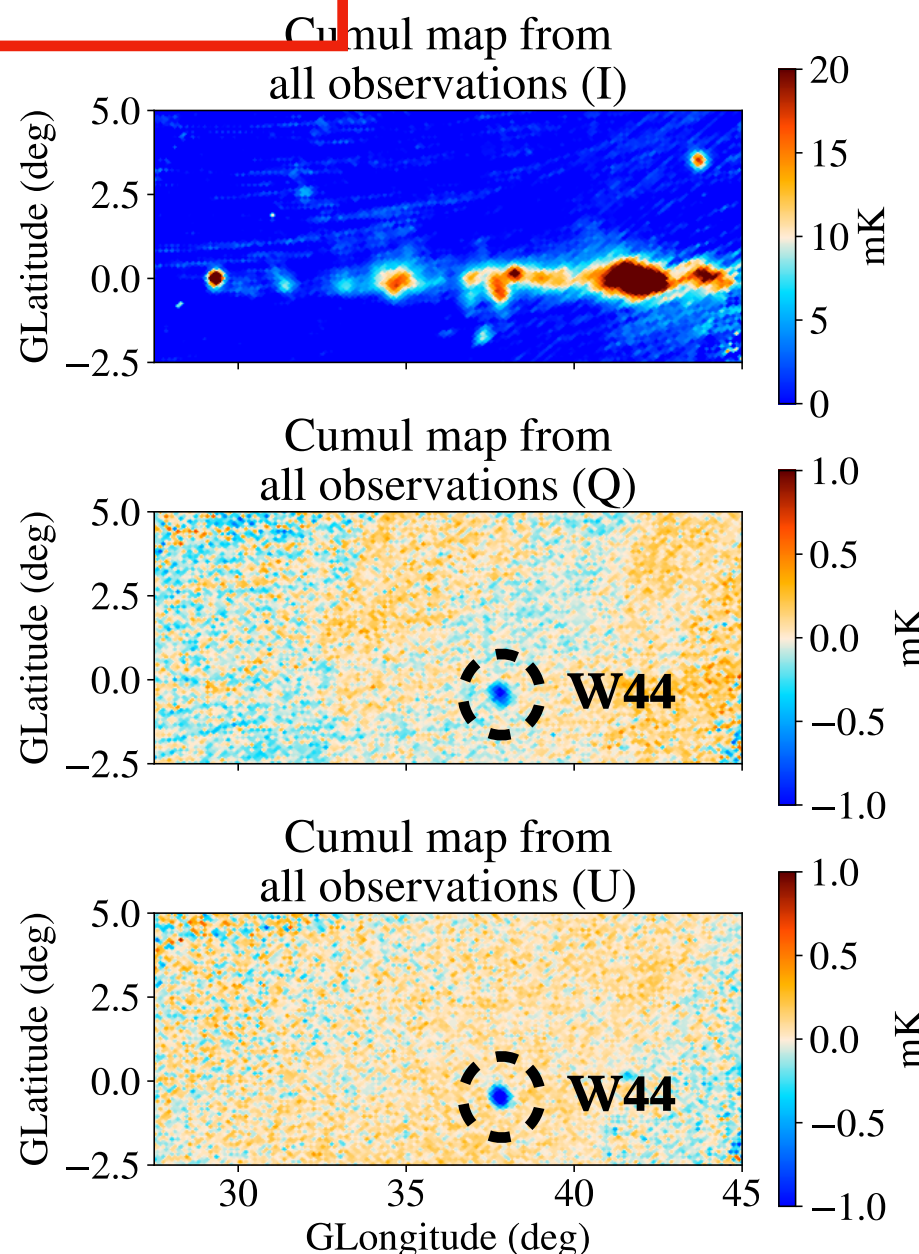 Cumul map from
all observations (I)
5.0
2.5
0.0
−2.5
GLatitude (deg)
20
15
10
5
0
mK
Cumul map from
all observations (Q)
5.0
2.5
0.0
−2.5
GLatitude (deg)
W44
1.0
0.5
0.0
−0.5
−1.0
mK
Cumul map from
all observations (U)
5.0
2.5
0.0
−2.5
GLatitude (deg)
W44
30 35 40 45
GLongitude (deg)
1.0
0.5
0.0
−0.5
−1.0
mK